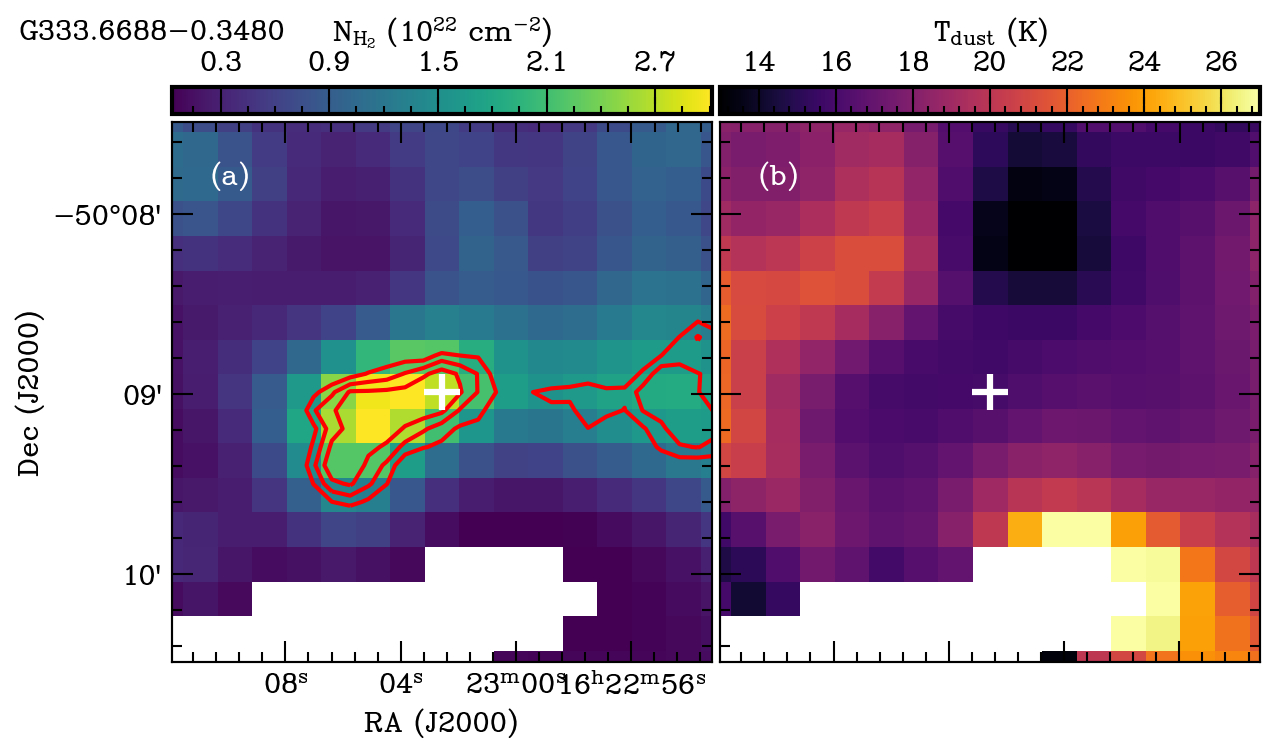 G333.6688−0.3480 N_H₂ (10²² cm⁻²) T_dust (K)
0.3 0.9 1.5 2.1 2.7 14 16 18 20 22 24 26
(a) (b)
−50°08'
09'
10'
Dec (J2000)
08ˢ 04ˢ 23ᵐ00ˢ 16ʰ22ᵐ56ˢ
RA (J2000)